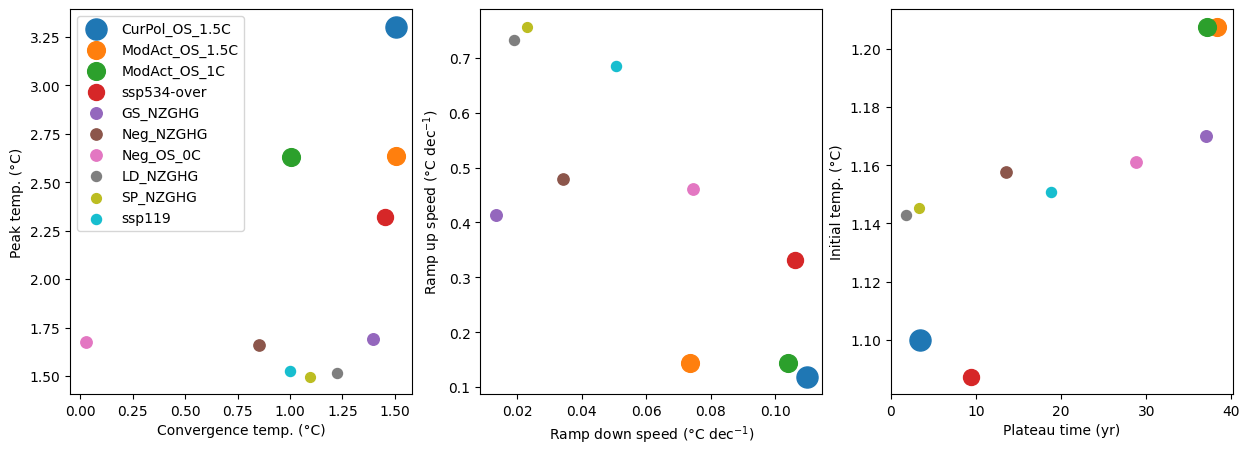 CurPol_OS_1.5C
ModAct_OS_1.5C
ModAct_OS_1C
ssp534-over
GS_NZGHG
Neg_NZGHG
Neg_OS_0C
LD_NZGHG
SP_NZGHG
ssp119
Peak temp. (°C)
3.25
3.00
2.75
2.50
2.25
2.00
1.75
1.50
0.00 0.25 0.50 0.75 1.00 1.25 1.50
Convergence temp. (°C)
Ramp up speed (°C dec⁻¹)
0.7
0.6
0.5
0.4
0.3
0.2
0.1
0.02 0.04 0.06 0.08 0.10
Ramp down speed (°C dec⁻¹)
Initial temp. (°C)
1.20
1.18
1.16
1.14
1.12
1.10
0 10 20 30 40
Plateau time (yr)